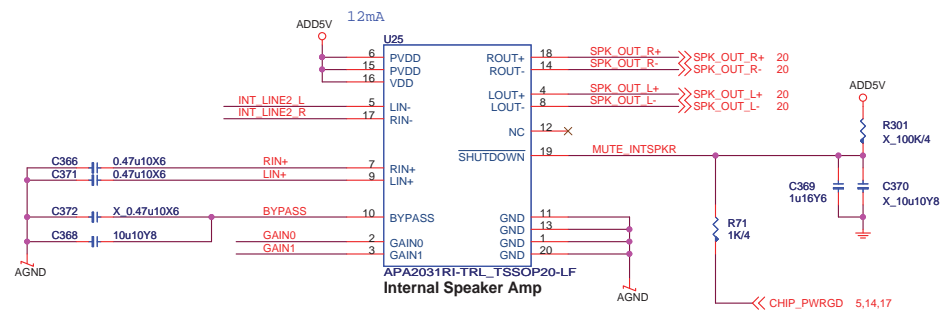 12mA
ADD5V
U25
6 PVDD
15 PVDD
16 VDD
ROUT+ 18 SPK_OUT_R+ SPK_OUT_R+ 20
ROUT- 14 SPK_OUT_R- SPK_OUT_R- 20
LOUT+ 4 SPK_OUT_L+ SPK_OUT_L+ 20
LOUT- 8 SPK_OUT_L- SPK_OUT_L- 20
INT_LINE2_L 5 LIN-
INT_LINE2_R 17 RIN-
NC 12
SHUTDOWN 19 MUTE_INTSPKR
ADD5V
R301
X_100K/4
C366 0.47u10X6 RIN+ 7 RIN+
C371 0.47u10X6 LIN+ 9 LIN+
C369
1u16Y6
C370
X_10u10Y8
C372 X_0.47u10X6 BYPASS 10 BYPASS
C368 10u10Y8
GAIN0 2 GAIN0
GAIN1 3 GAIN1
GND 11
GND 13
GND 1
GND 20
R71
1K/4
AGND
AGND
APA2031RI-TRL_TSSOP20-LF
Internal Speaker Amp
CHIP_PWRGD 5,14,17